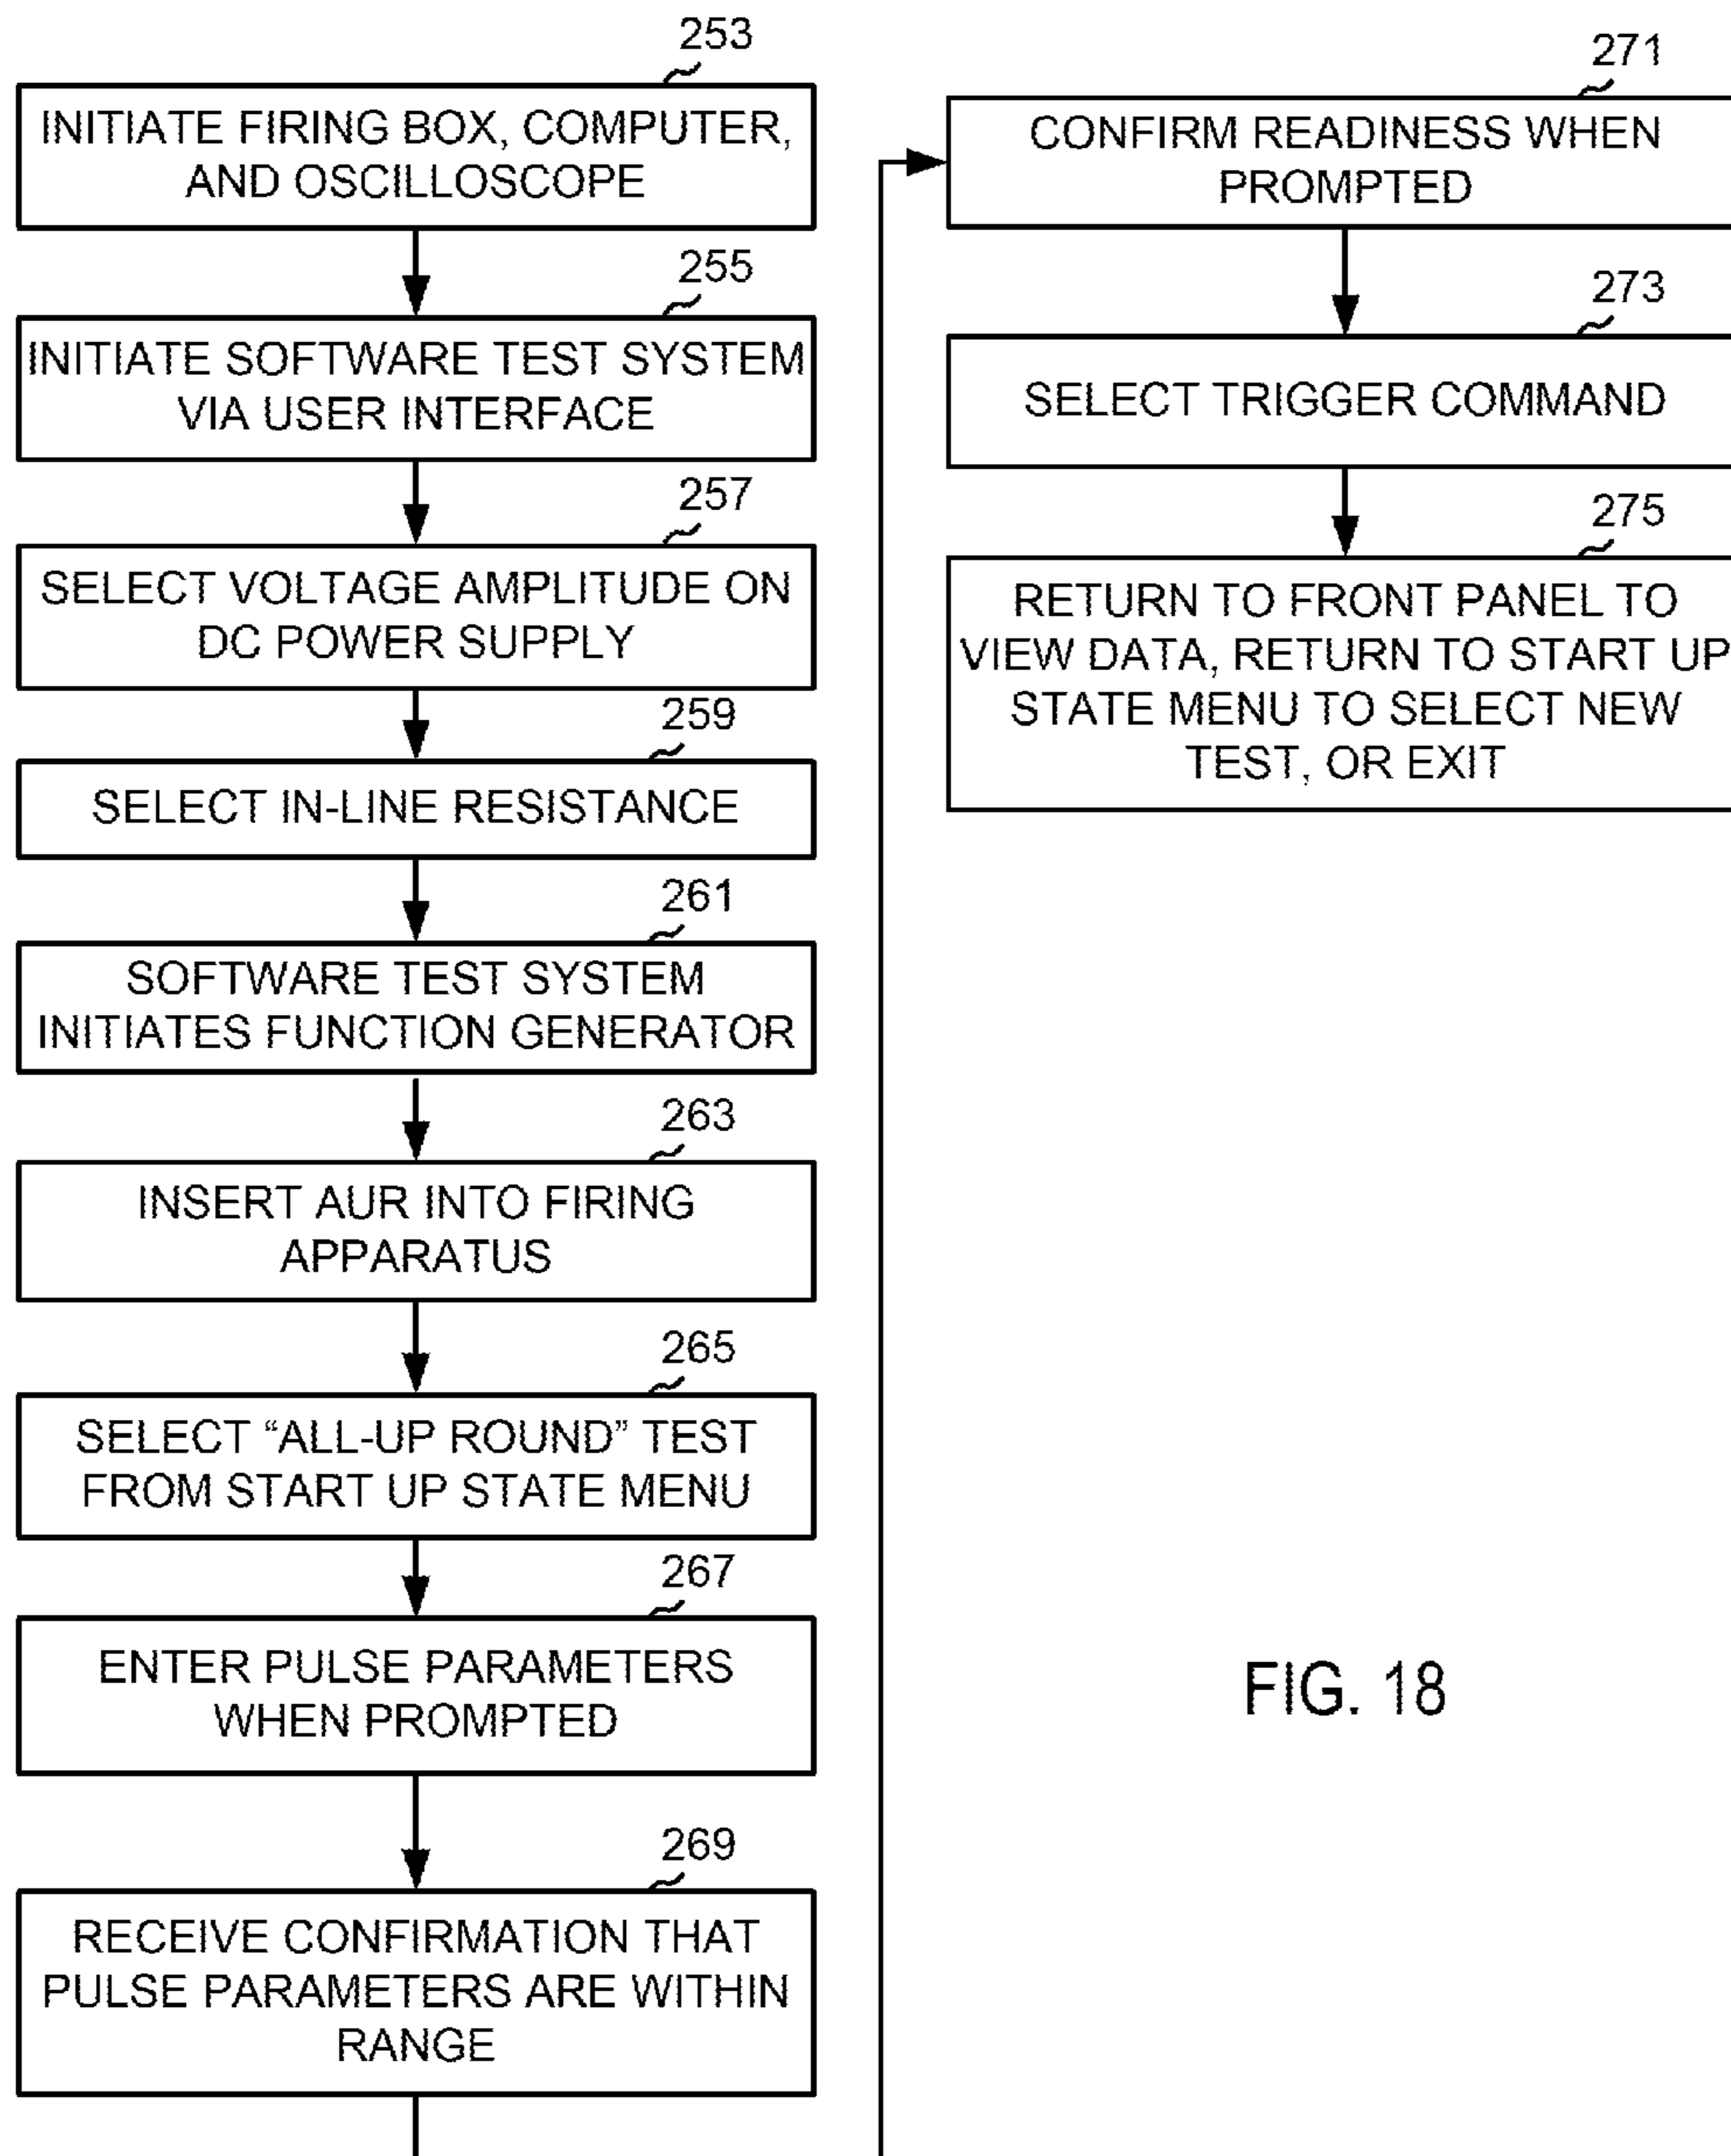 253
INITIATE FIRING BOX, COMPUTER,
AND OSCILLOSCOPE
255
INITIATE SOFTWARE TEST SYSTEM
VIA USER INTERFACE
257
SELECT VOLTAGE AMPLITUDE ON
DC POWER SUPPLY
259
SELECT IN-LINE RESISTANCE
261
SOFTWARE TEST SYSTEM
INITIATES FUNCTION GENERATOR
263
INSERT AUR INTO FIRING
APPARATUS
265
SELECT “ALL-UP ROUND” TEST
FROM START UP STATE MENU
267
ENTER PULSE PARAMETERS
WHEN PROMPTED
269
RECEIVE CONFIRMATION THAT
PULSE PARAMETERS ARE WITHIN
RANGE
271
CONFIRM READINESS WHEN
PROMPTED
273
SELECT TRIGGER COMMAND
275
RETURN TO FRONT PANEL TO
VIEW DATA, RETURN TO START UP
STATE MENU TO SELECT NEW
TEST, OR EXIT
FIG. 18